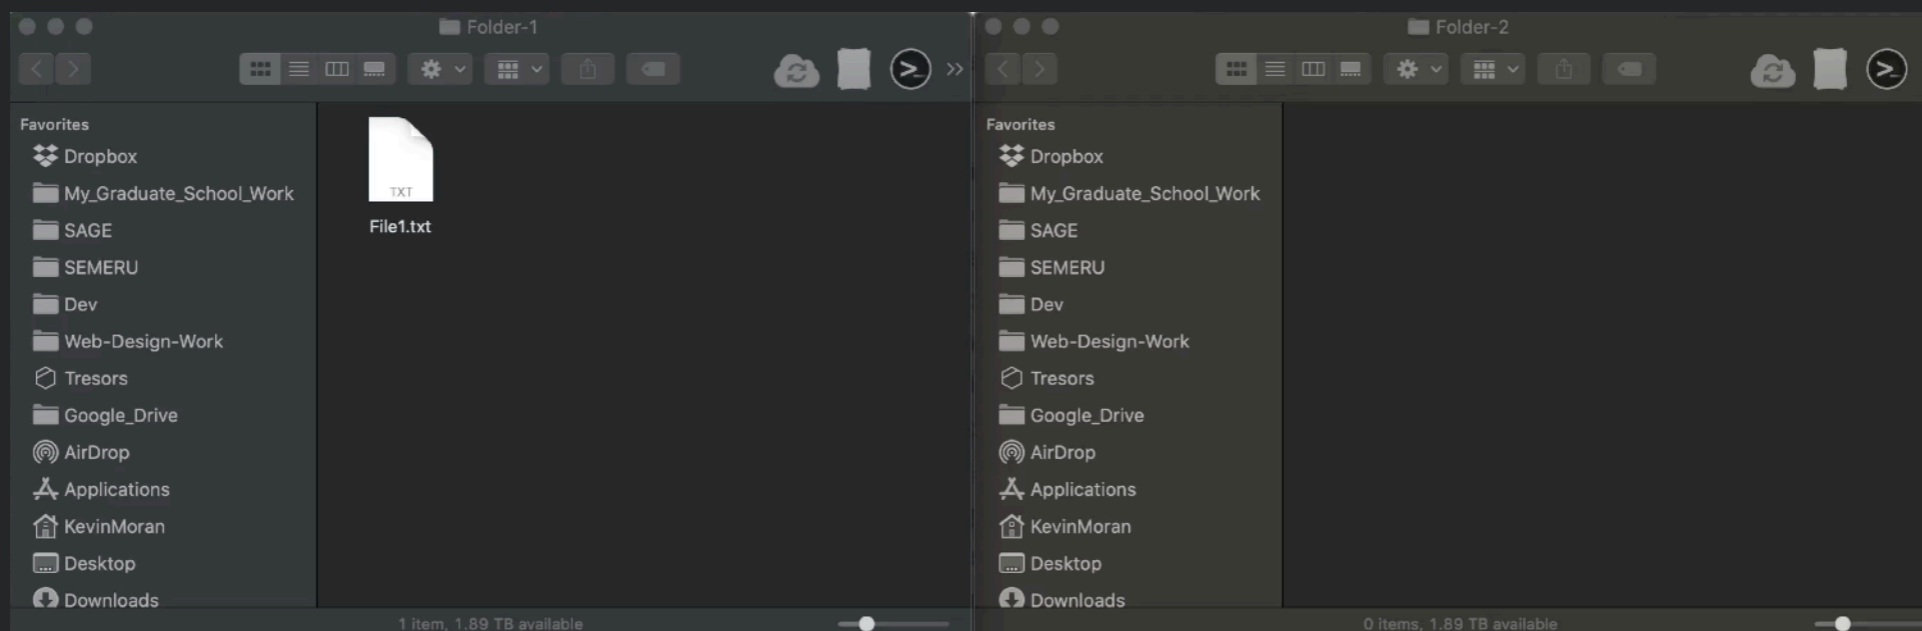 Folder-1
Favorites
Dropbox
My_Graduate_School_Work
SAGE
SEMERU
Dev
Web-Design-Work
Tresors
Google_Drive
AirDrop
Applications
KevinMoran
Desktop
Downloads
TXT
File1.txt
1 item, 1.89 TB available
Folder-2
Favorites
Dropbox
My_Graduate_School_Work
SAGE
SEMERU
Dev
Web-Design-Work
Tresors
Google_Drive
AirDrop
Applications
KevinMoran
Desktop
Downloads
0 items, 1.89 TB available